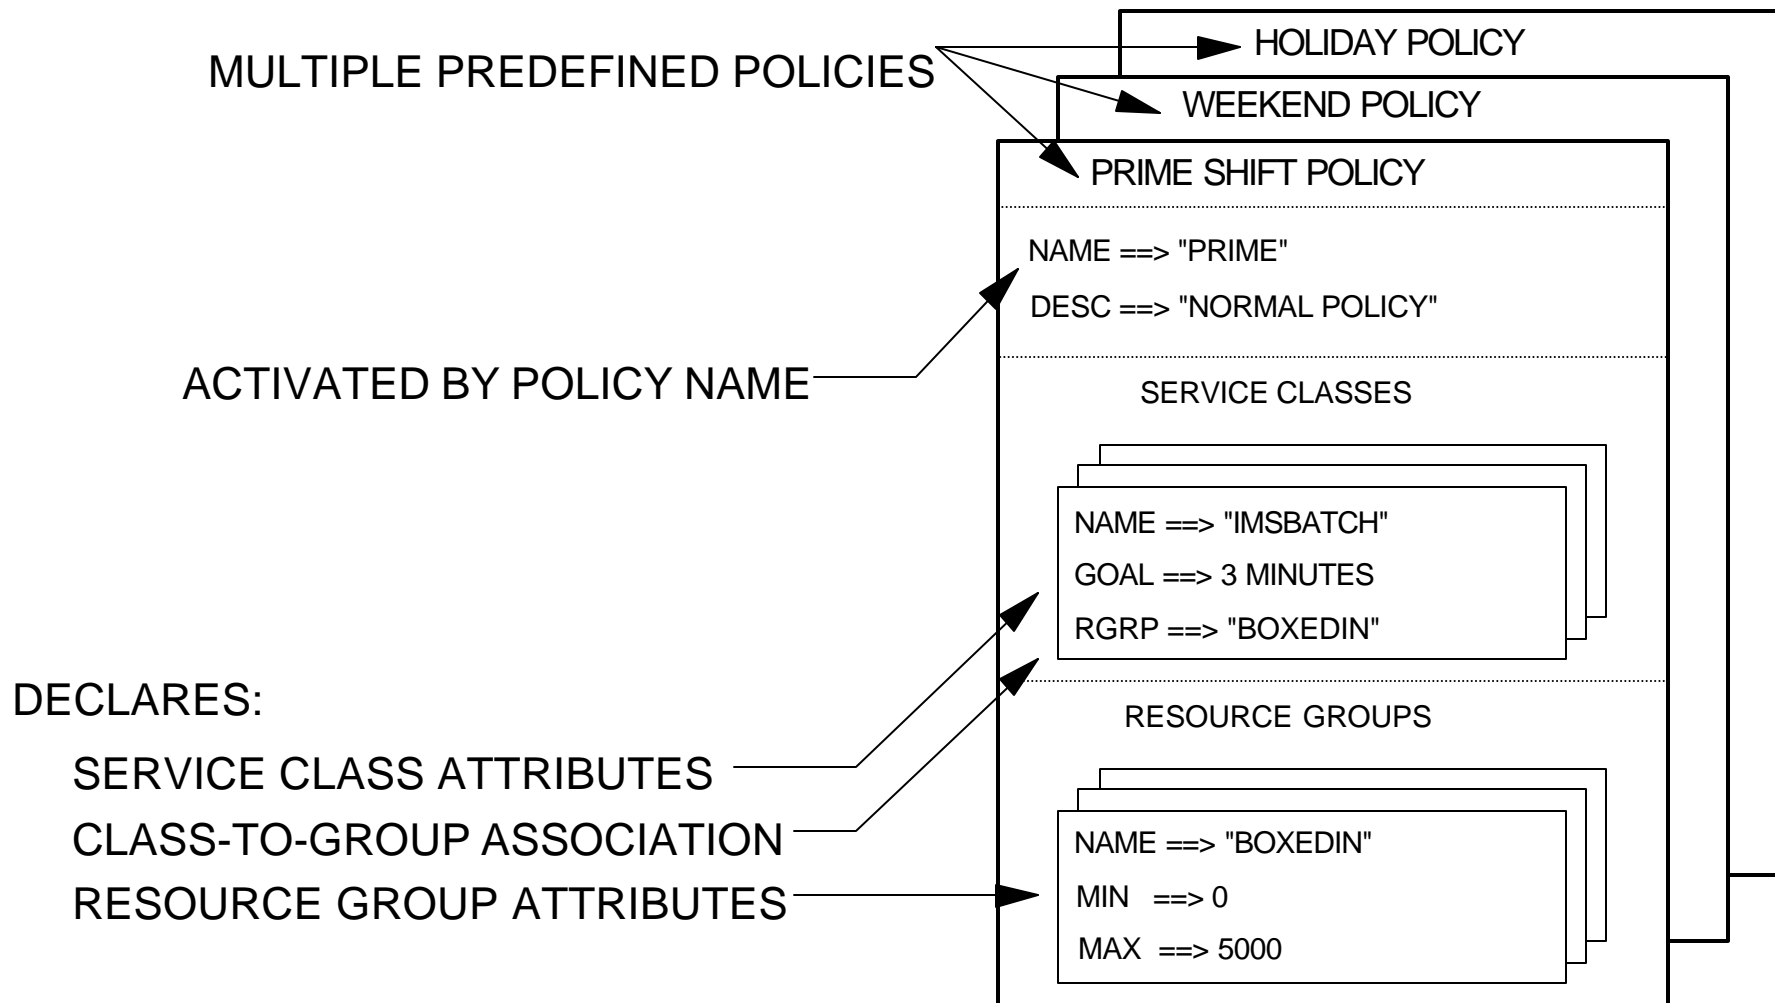 HOLIDAY POLICY
MULTIPLE PREDEFINED POLICIES
WEEKEND POLICY
PRIME SHIFT POLICY
NAME ==> "PRIME"
DESC ==> "NORMAL POLICY"
ACTIVATED BY POLICY NAME
SERVICE CLASSES
NAME ==> "IMSBATCH"
GOAL ==> 3 MINUTES
RGRP ==> "BOXEDIN"
DECLARES:
SERVICE CLASS ATTRIBUTES
CLASS-TO-GROUP ASSOCIATION
RESOURCE GROUP ATTRIBUTES
RESOURCE GROUPS
NAME ==> "BOXEDIN"
MIN ==> 0
MAX ==> 5000